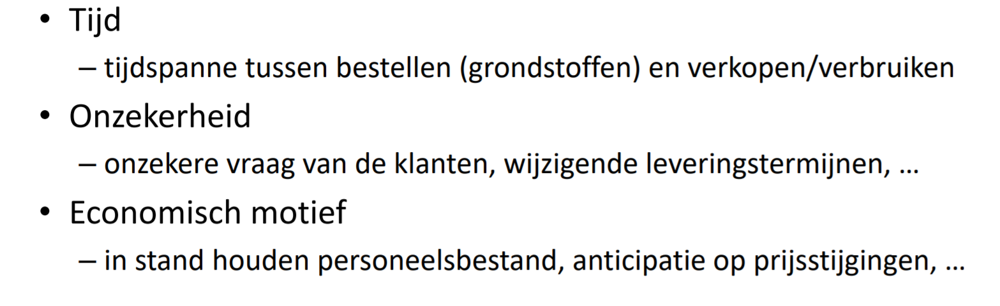 • Tijd
– tijdspanne tussen bestellen (grondstoffen) en verkopen/verbruiken
• Onzekerheid
– onzekere vraag van de klanten, wijzigende leveringstermijnen, ...
• Economisch motief
– in stand houden personeelsbestand, anticipatie op prijsstijgingen, ...